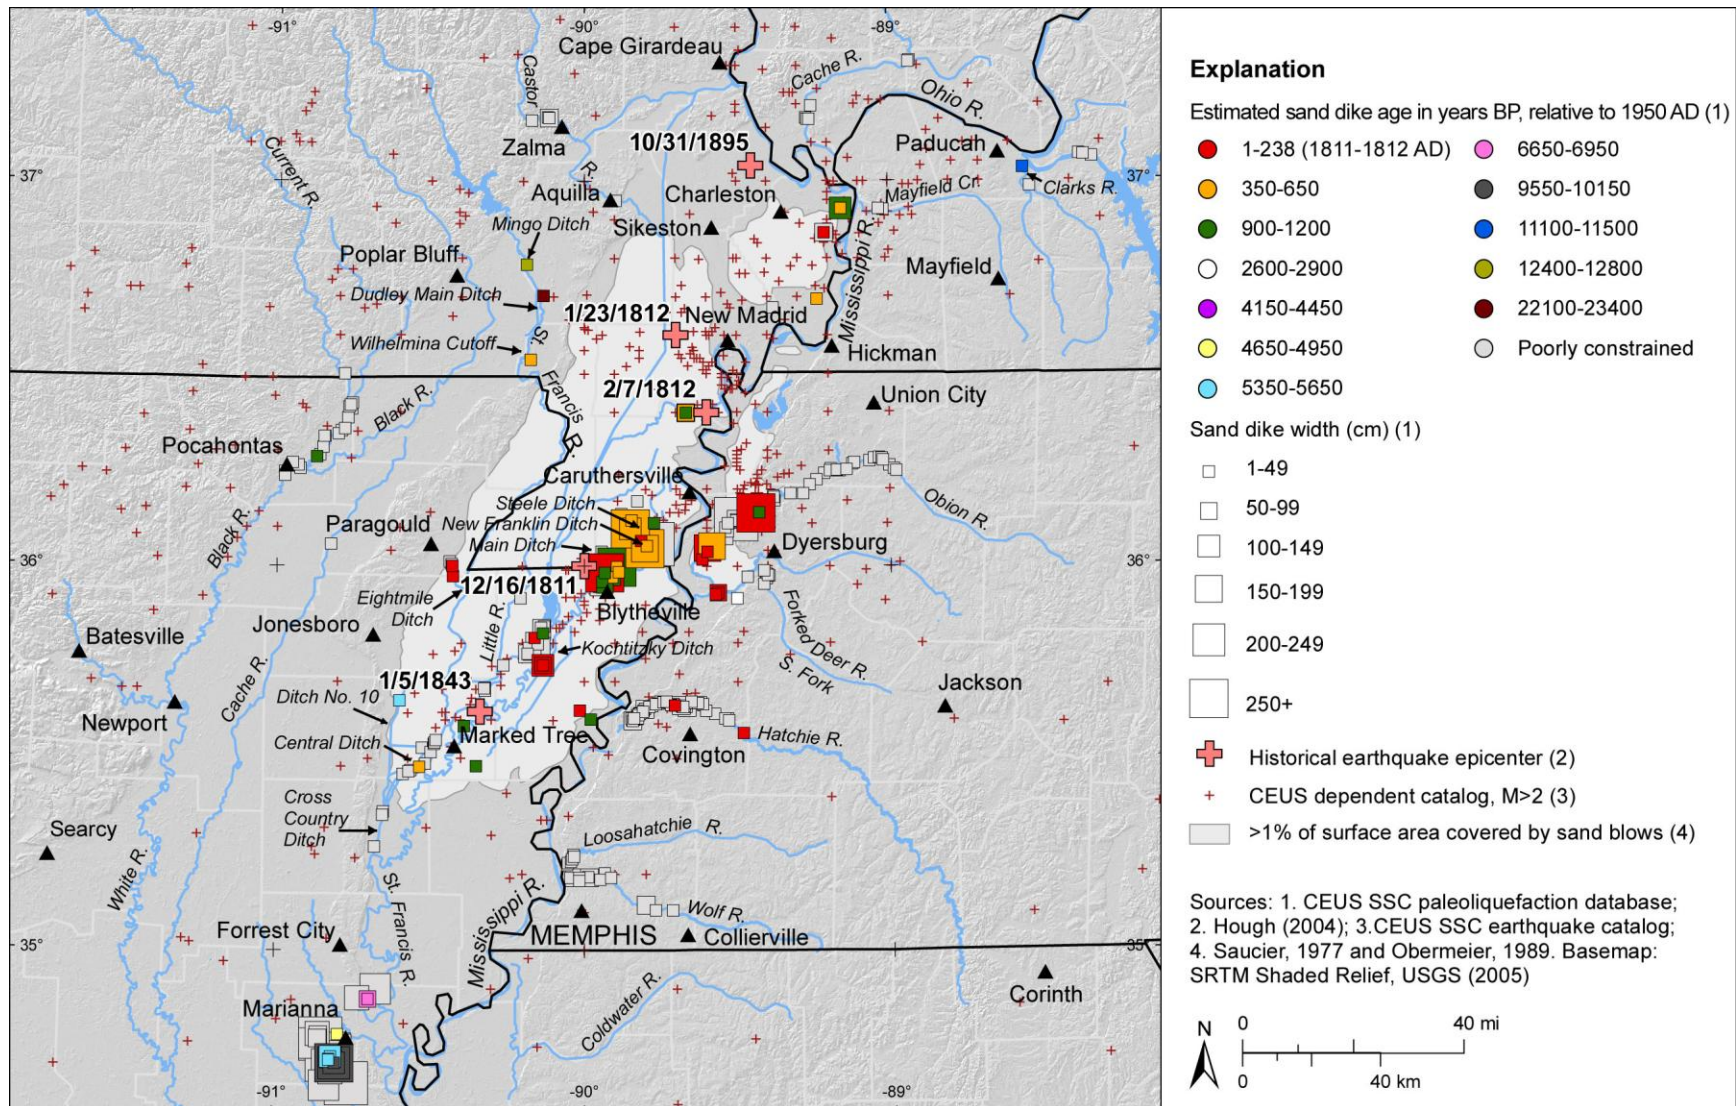 -91°
-90°
-89°
Cape Girardeau
Castor
Cache R.
Ohio R.
Zalma
R.
10/31/1895
Paducah
Current R.
37°
Aquilla
Charleston
Mayfield Cr.
Clarks R.
37°
Mingo Ditch
Sikeston
Poplar Bluff
Mississippi R.
Mayfield
Dudley Main Ditch
1/23/1812
New Madrid
St.
Wilhelmina Cutoff
Hickman
Francis
R.
2/7/1812
Union City
Black R.
Pocahontas
Caruthersville
Steele Ditch
Obion R.
Black R.
Paragould
New Franklin Ditch
Main Ditch
Dyersburg
36°
36°
12/16/1811
Eightmile
Ditch
Little R.
Blytheville
Forked Deer R.
Batesville
Jonesboro
Kochtitzky Ditch
S. Fork
Cache R.
1/5/1843
Jackson
Ditch No. 10
Newport
Central Ditch
Marked Tree
Hatchie R.
Covington
Cross
Country
Ditch
Searcy
Loosahatchie R.
White R.
St.
Francis R.
Mississippi R.
Wolf R.
Forrest City
MEMPHIS
Collierville
35°
35°
Marianna
Coldwater R.
Corinth
-91°
-90°
-89°
Explanation
Estimated sand dike age in years BP, relative to 1950 AD (1)
1-238 (1811-1812 AD)
350-650
900-1200
2600-2900
4150-4450
4650-4950
5350-5650
6650-6950
9550-10150
11100-11500
12400-12800
22100-23400
Poorly constrained
Sand dike width (cm) (1)
1-49
50-99
100-149
150-199
200-249
250+
Historical earthquake epicenter (2)
CEUS dependent catalog, M>2 (3)
>1% of surface area covered by sand blows (4)
Sources: 1. CEUS SSC paleoliquefaction database;
2. Hough (2004); 3.CEUS SSC earthquake catalog;
4. Saucier, 1977 and Obermeier, 1989. Basemap:
SRTM Shaded Relief, USGS (2005)
N
0 40 mi
0 40 km